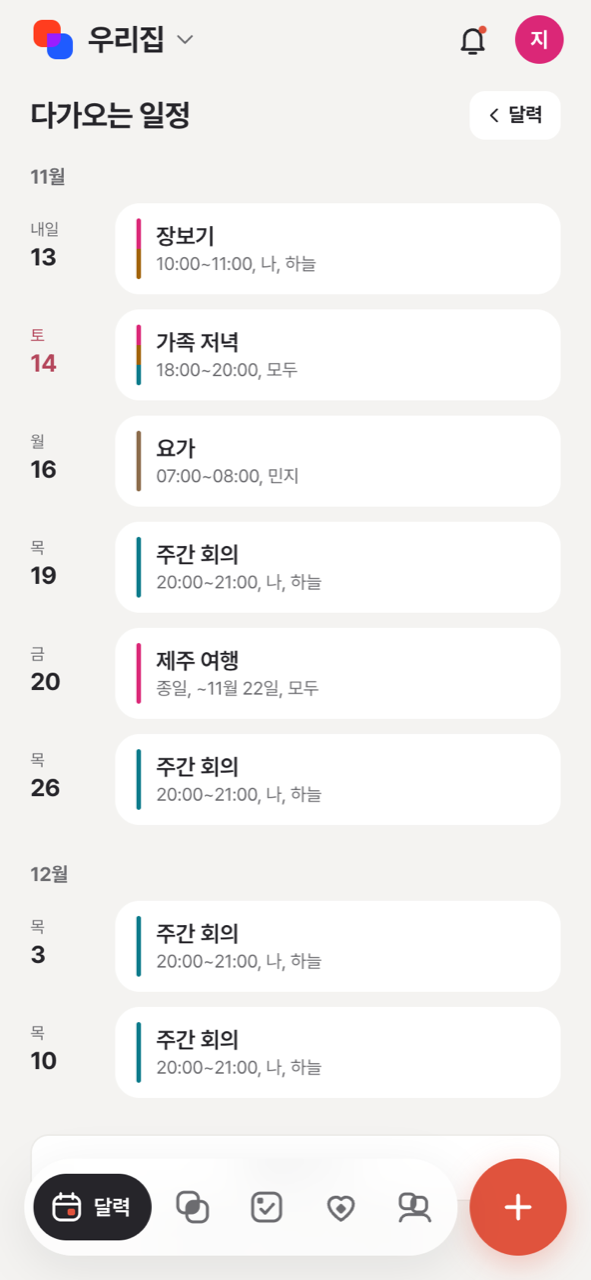 우리집
지
다가오는 일정
달력
11월
내일
13
장보기
10:00~11:00, 나, 하늘
토
14
가족 저녁
18:00~20:00, 모두
월
16
요가
07:00~08:00, 민지
목
19
주간 회의
20:00~21:00, 나, 하늘
금
20
제주 여행
종일, ~11월 22일, 모두
목
26
주간 회의
20:00~21:00, 나, 하늘
12월
목
3
주간 회의
20:00~21:00, 나, 하늘
목
10
주간 회의
20:00~21:00, 나, 하늘
달력